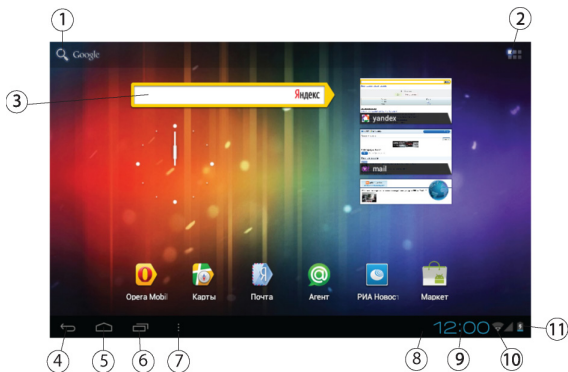 1
2
Google
3
Яндекс
yandex
mail
Opera Mobil
Карты
Почта
Агент
РИА Новост
Маркет
12:00
4
5
6
7
8
9
10
11